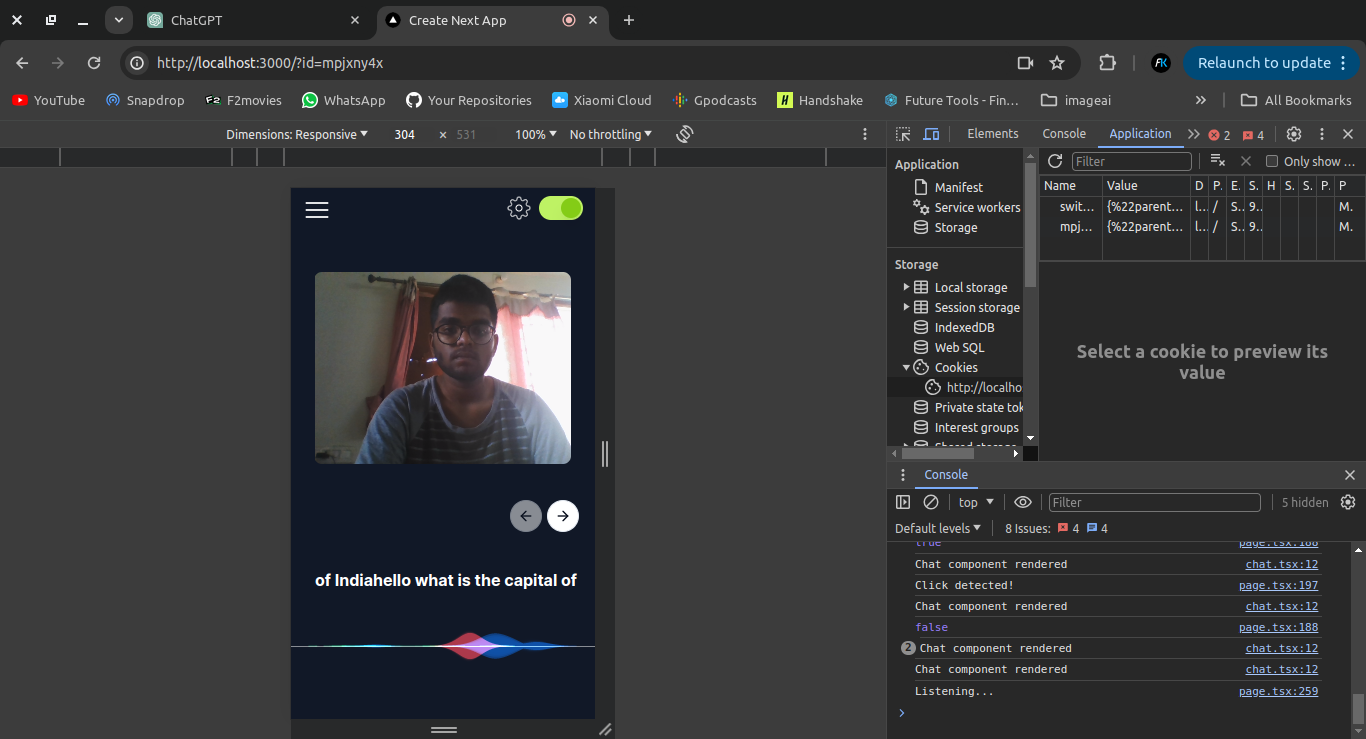 ChatGPT
Create Next App
http://localhost:3000/?id=mpjxny4x
Relaunch to update
YouTube
Snapdrop
F2movies
WhatsApp
Your Repositories
Xiaomi Cloud
Gpodcasts
Handshake
Future Tools - Fin…
imageai
All Bookmarks
Dimensions: Responsive 304 × 531 100% No throttling
Elements Console Application 2 4
Application
Manifest
Service workers
Storage
Storage
Local storage
Session storage
IndexedDB
Web SQL
Cookies
http://localho
Private state tok
Interest groups
Shared storage
Filter Only show …
Name Value D P. E. S. H S. S. P. P
swit... {%22parent... l... / S.. 9.. M.
mpj... {%22parent... l... / S.. 9.. M.
Select a cookie to preview its
value
of Indiahello what is the capital of
Console
top Filter 5 hidden
Default levels 8 Issues: 4 4
true page.tsx:188
Chat component rendered chat.tsx:12
Click detected! page.tsx:197
Chat component rendered chat.tsx:12
false page.tsx:188
2 Chat component rendered chat.tsx:12
Chat component rendered chat.tsx:12
Listening... page.tsx:259